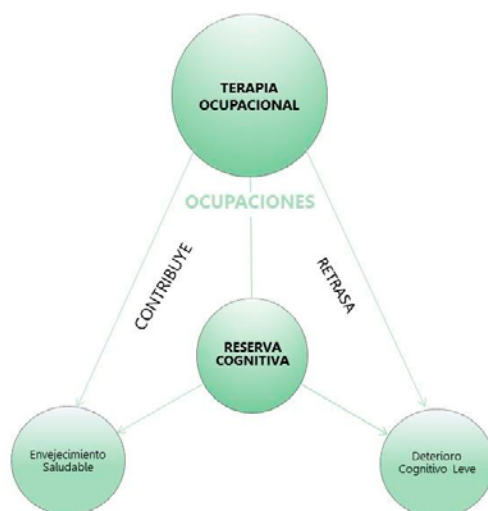 TERAPIA
OCUPACIONAL
OCUPACIONES
CONTRIBUYE
RETRASA
RESERVA
COGNITIVA
Envejecimiento
Saludable
Deterioro
Cognitivo Leve